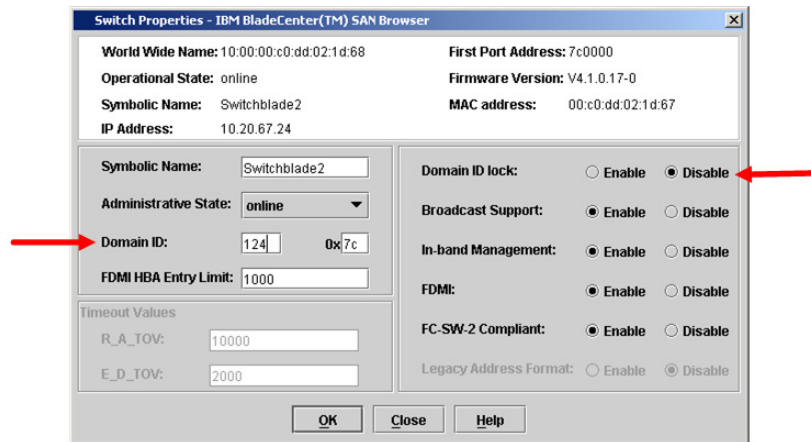 Switch Properties - IBM BladeCenter(TM) SAN Browser
World Wide Name: 10:00:00:c0:dd:02:1d:68 First Port Address: 7c0000
Operational State: online Firmware Version: V4.1.0.17-0
Symbolic Name: Switchblade2 MAC address: 00:c0:dd:02:1d:67
IP Address: 10.20.67.24
Symbolic Name: Switchblade2
Administrative State: online
Domain ID: 124 0x 7c
FDMI HBA Entry Limit: 1000
Timeout Values
R_A_TOV: 10000
E_D_TOV: 2000
Domain ID lock: Enable Disable
Broadcast Support: Enable Disable
In-band Management: Enable Disable
FDMI: Enable Disable
FC-SW-2 Compliant: Enable Disable
Legacy Address Format: Enable Disable
OK Close Help